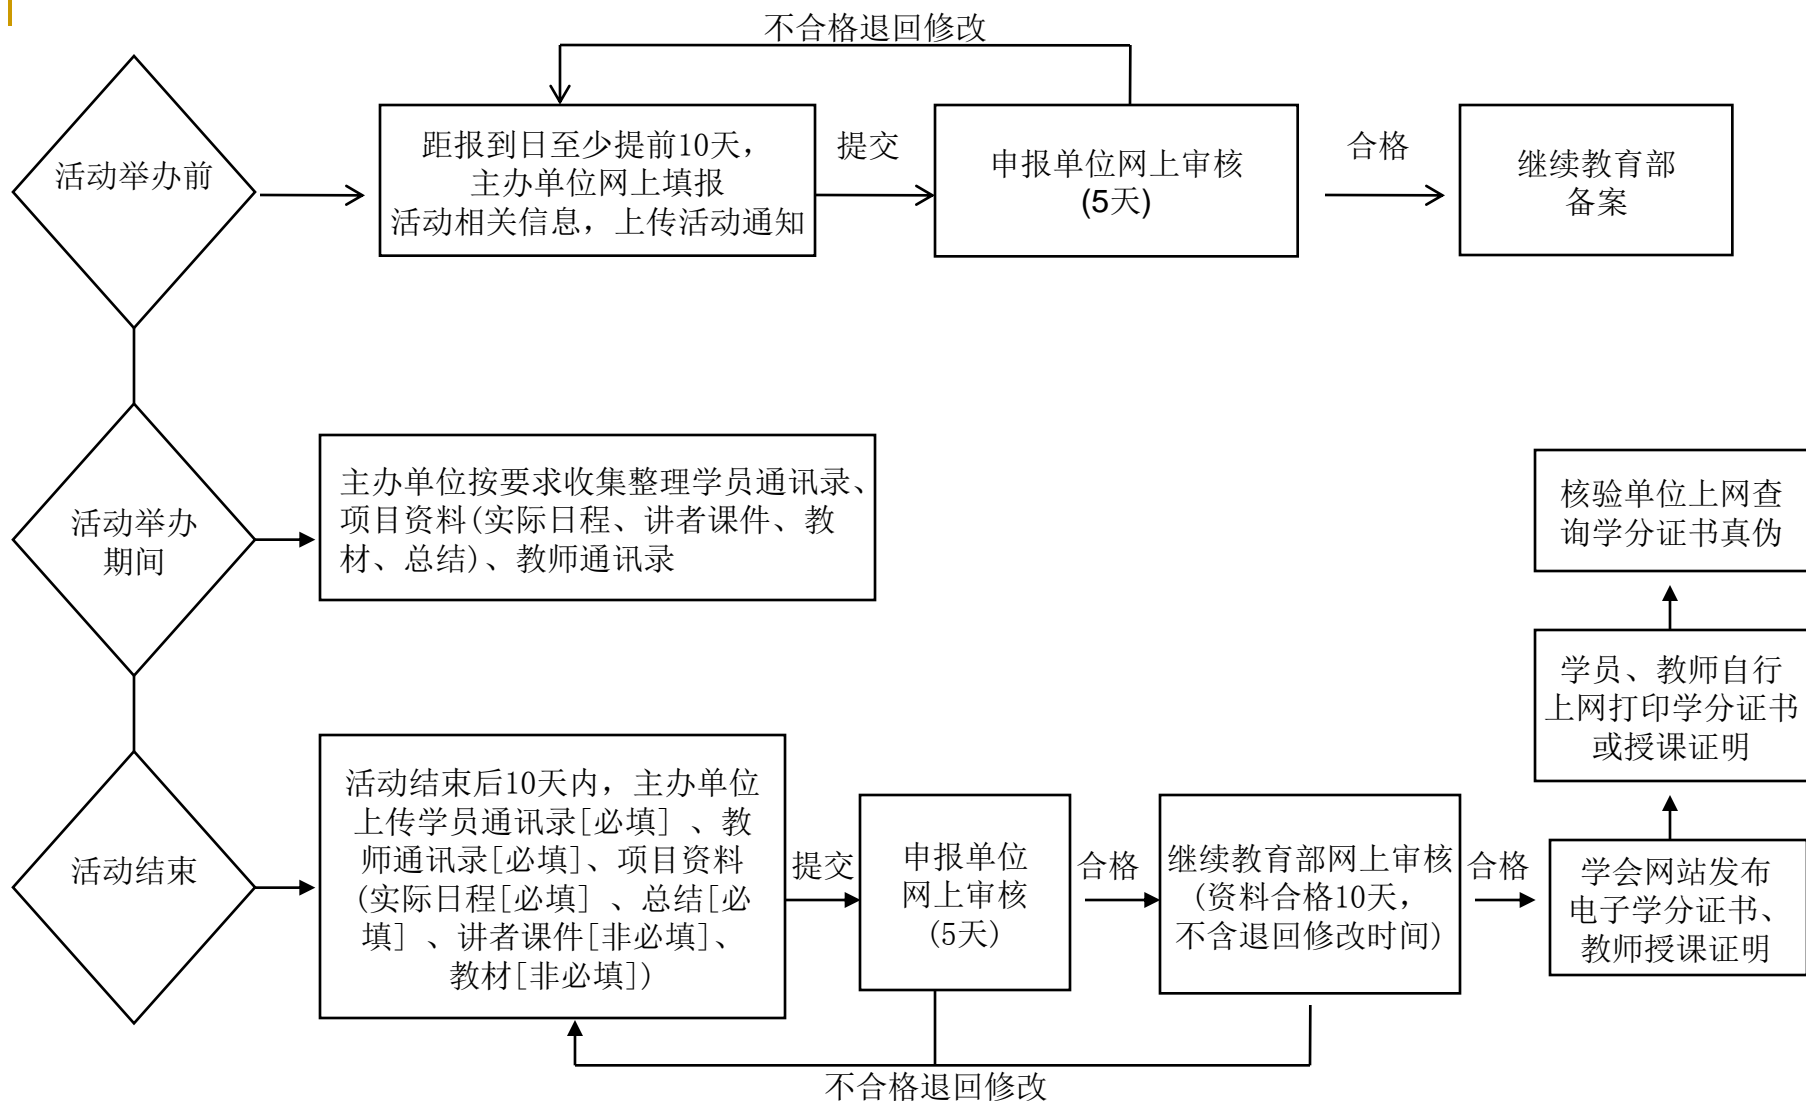 不合格退回修改
活动举办前
距报到日至少提前10天，
主办单位网上填报
活动相关信息，上传活动通知
提交
申报单位网上审核
(5天)
合格
继续教育部
备案
活动举办
期间
主办单位按要求收集整理学员通讯录、
项目资料(实际日程、讲者课件、教
材、总结)、教师通讯录
核验单位上网查
询学分证书真伪
学员、教师自行
上网打印学分证书
或授课证明
活动结束
活动结束后10天内，主办单位
上传学员通讯录[必填] 、教
师通讯录[必填]、项目资料
(实际日程[必填] 、总结[必
填] 、讲者课件[非必填]、
教材[非必填])
提交
申报单位
网上审核
(5天)
合格
继续教育部网上审核
(资料合格10天，
不含退回修改时间)
合格
学会网站发布
电子学分证书、
教师授课证明
不合格退回修改